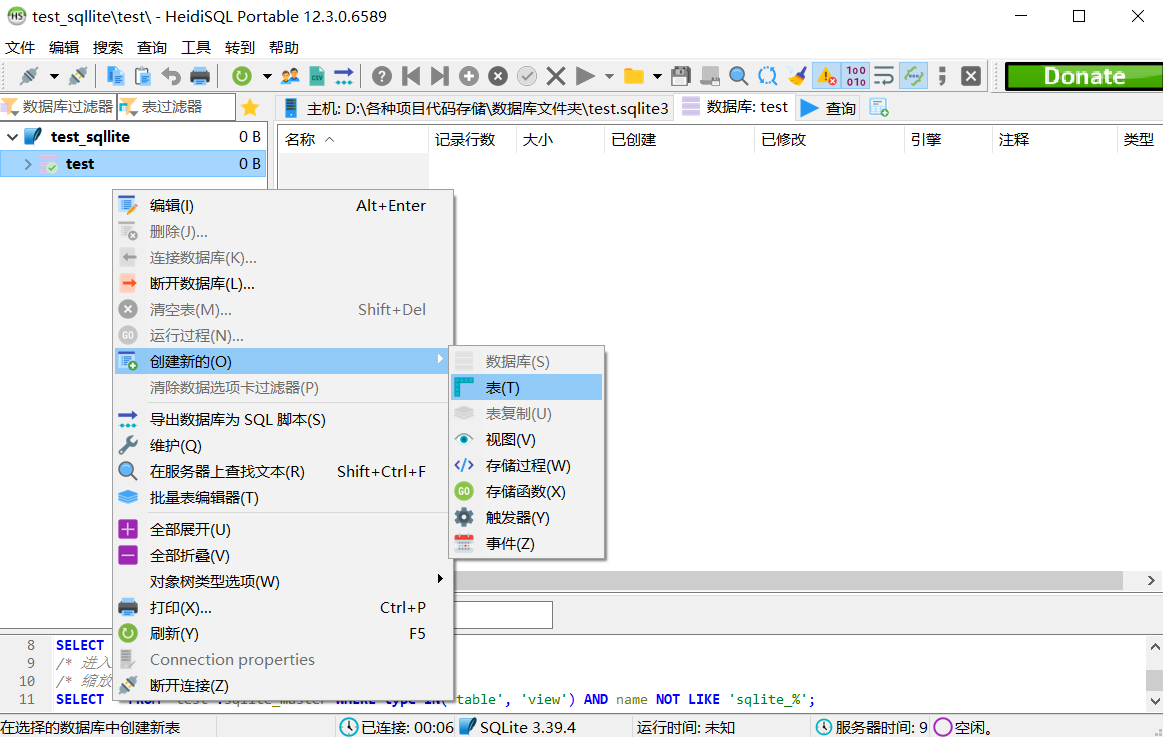 test_sqllite\test\ - HeidiSQL Portable 12.3.0.6589
文件 编辑 搜索 查询 工具 转到 帮助
Donate
数据库过滤器 表过滤器
主机: D:\各种项目代码存储\数据库文件夹\test.sqlite3 数据库: test 查询
test_sqllite 0 B
test 0 B
名称 记录行数 大小 已创建 已修改 引擎 注释 类型
编辑(I) Alt+Enter
删除(J)...
连接数据库(K)...
断开数据库(L)...
清空表(M)... Shift+Del
运行过程(N)...
GO
创建新的(O)
清除数据选项卡过滤器(P)
导出数据库为 SQL 脚本(S)
维护(Q)
在服务器上查找文本(R) Shift+Ctrl+F
批量表编辑器(T)
全部展开(U)
全部折叠(V)
对象树类型选项(W)
打印(X)... Ctrl+P
刷新(Y) F5
Connection properties
断开连接(Z)
数据库(S)
表(T)
表复制(U)
视图(V)
存储过程(W)
GO 存储函数(X)
触发器(Y)
事件(Z)
8 SELECT
9 /* 进入
10 /* 缩放
11 SELECT table', 'view') AND name NOT LIKE 'sqlite_%';
在选择的数据库中创建新表 已连接: 00:06 SQLite 3.39.4 运行时间: 未知 服务器时间: 9 空闲。